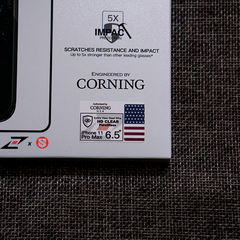 5X
IMPAC
SCRATCHES RESISTANCE AND IMPACT
Up to 5x stronger than other leading glasses*
ENGINEERED BY
CORNING
CORNING
HD CLEAR
iPhone 11
Pro Max 6.5"
Z x S